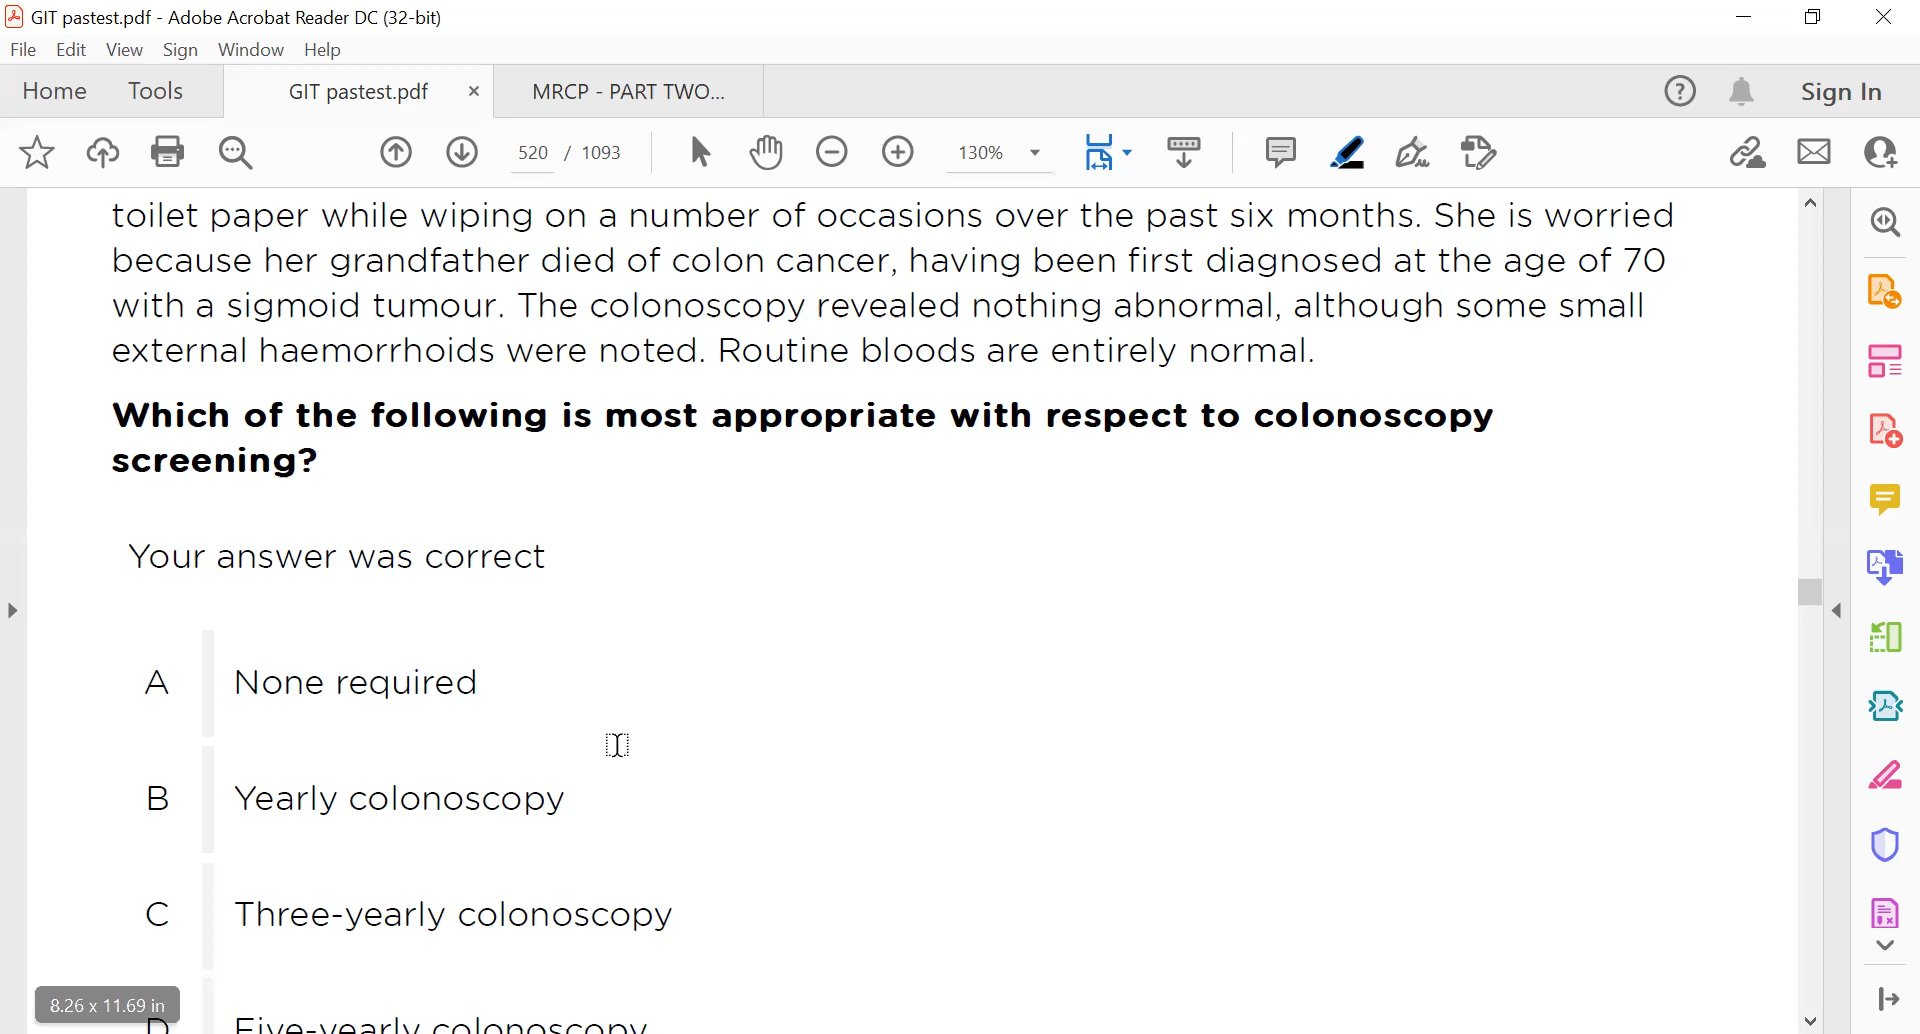 GIT pastest.pdf - Adobe Acrobat Reader DC (32-bit)
File Edit View Sign Window Help
Home Tools GIT pastest.pdf × MRCP - PART TWO... Sign In
520 / 1093 130%
toilet paper while wiping on a number of occasions over the past six months. She is worried
because her grandfather died of colon cancer, having been first diagnosed at the age of 70
with a sigmoid tumour. The colonoscopy revealed nothing abnormal, although some small
external haemorrhoids were noted. Routine bloods are entirely normal.
Which of the following is most appropriate with respect to colonoscopy
screening?
Your answer was correct
A None required
B Yearly colonoscopy
C Three-yearly colonoscopy
8.26 x 11.69 in
D Five-yearly colonoscopy